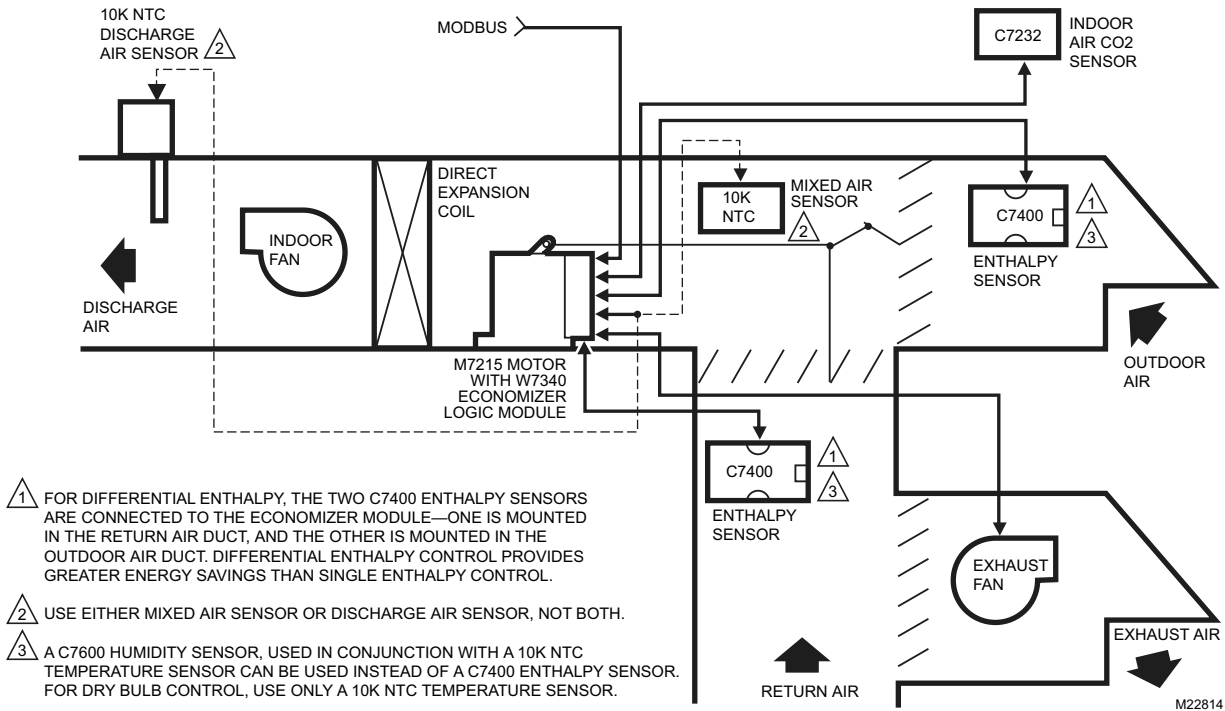 10K NTC
DISCHARGE
AIR SENSOR
2
MODBUS
C7232
INDOOR
AIR CO2
SENSOR
DIRECT
EXPANSION
COIL
INDOOR
FAN
10K
NTC
MIXED AIR
SENSOR
2
C7400
1
3
ENTHALPY
SENSOR
DISCHARGE
AIR
OUTDOOR
AIR
M7215 MOTOR
WITH W7340
ECONOMIZER
LOGIC MODULE
C7400
1
3
ENTHALPY
SENSOR
EXHAUST
FAN
EXHAUST AIR
RETURN AIR
1 FOR DIFFERENTIAL ENTHALPY, THE TWO C7400 ENTHALPY SENSORS
ARE CONNECTED TO THE ECONOMIZER MODULE—ONE IS MOUNTED
IN THE RETURN AIR DUCT, AND THE OTHER IS MOUNTED IN THE
OUTDOOR AIR DUCT. DIFFERENTIAL ENTHALPY CONTROL PROVIDES
GREATER ENERGY SAVINGS THAN SINGLE ENTHALPY CONTROL.
2 USE EITHER MIXED AIR SENSOR OR DISCHARGE AIR SENSOR, NOT BOTH.
3 A C7600 HUMIDITY SENSOR, USED IN CONJUNCTION WITH A 10K NTC
TEMPERATURE SENSOR CAN BE USED INSTEAD OF A C7400 ENTHALPY SENSOR.
FOR DRY BULB CONTROL, USE ONLY A 10K NTC TEMPERATURE SENSOR.
M22814